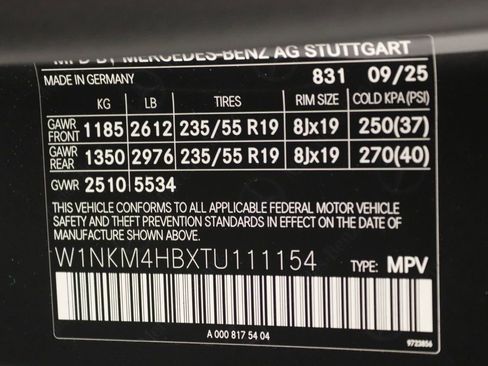 MFD BY MERCEDES-BENZ AG STUTTGART
MADE IN GERMANY 831 09/25
KG LB TIRES RIM SIZE COLD KPA (PSI)
GAWR FRONT 1185 2612 235/55 R19 8Jx19 250(37)
GAWR REAR 1350 2976 235/55 R19 8Jx19 270(40)
GVWR 2510 5534
THIS VEHICLE CONFORMS TO ALL APPLICABLE FEDERAL MOTOR VEHICLE
SAFETY AND THEFT PREVENTION STANDARDS IN EFFECT ON THE DATE
OF MANUFACTURE SHOWN ABOVE.
W1NKM4HBXTU111154 TYPE: MPV
A 000 817 54 04
9723856